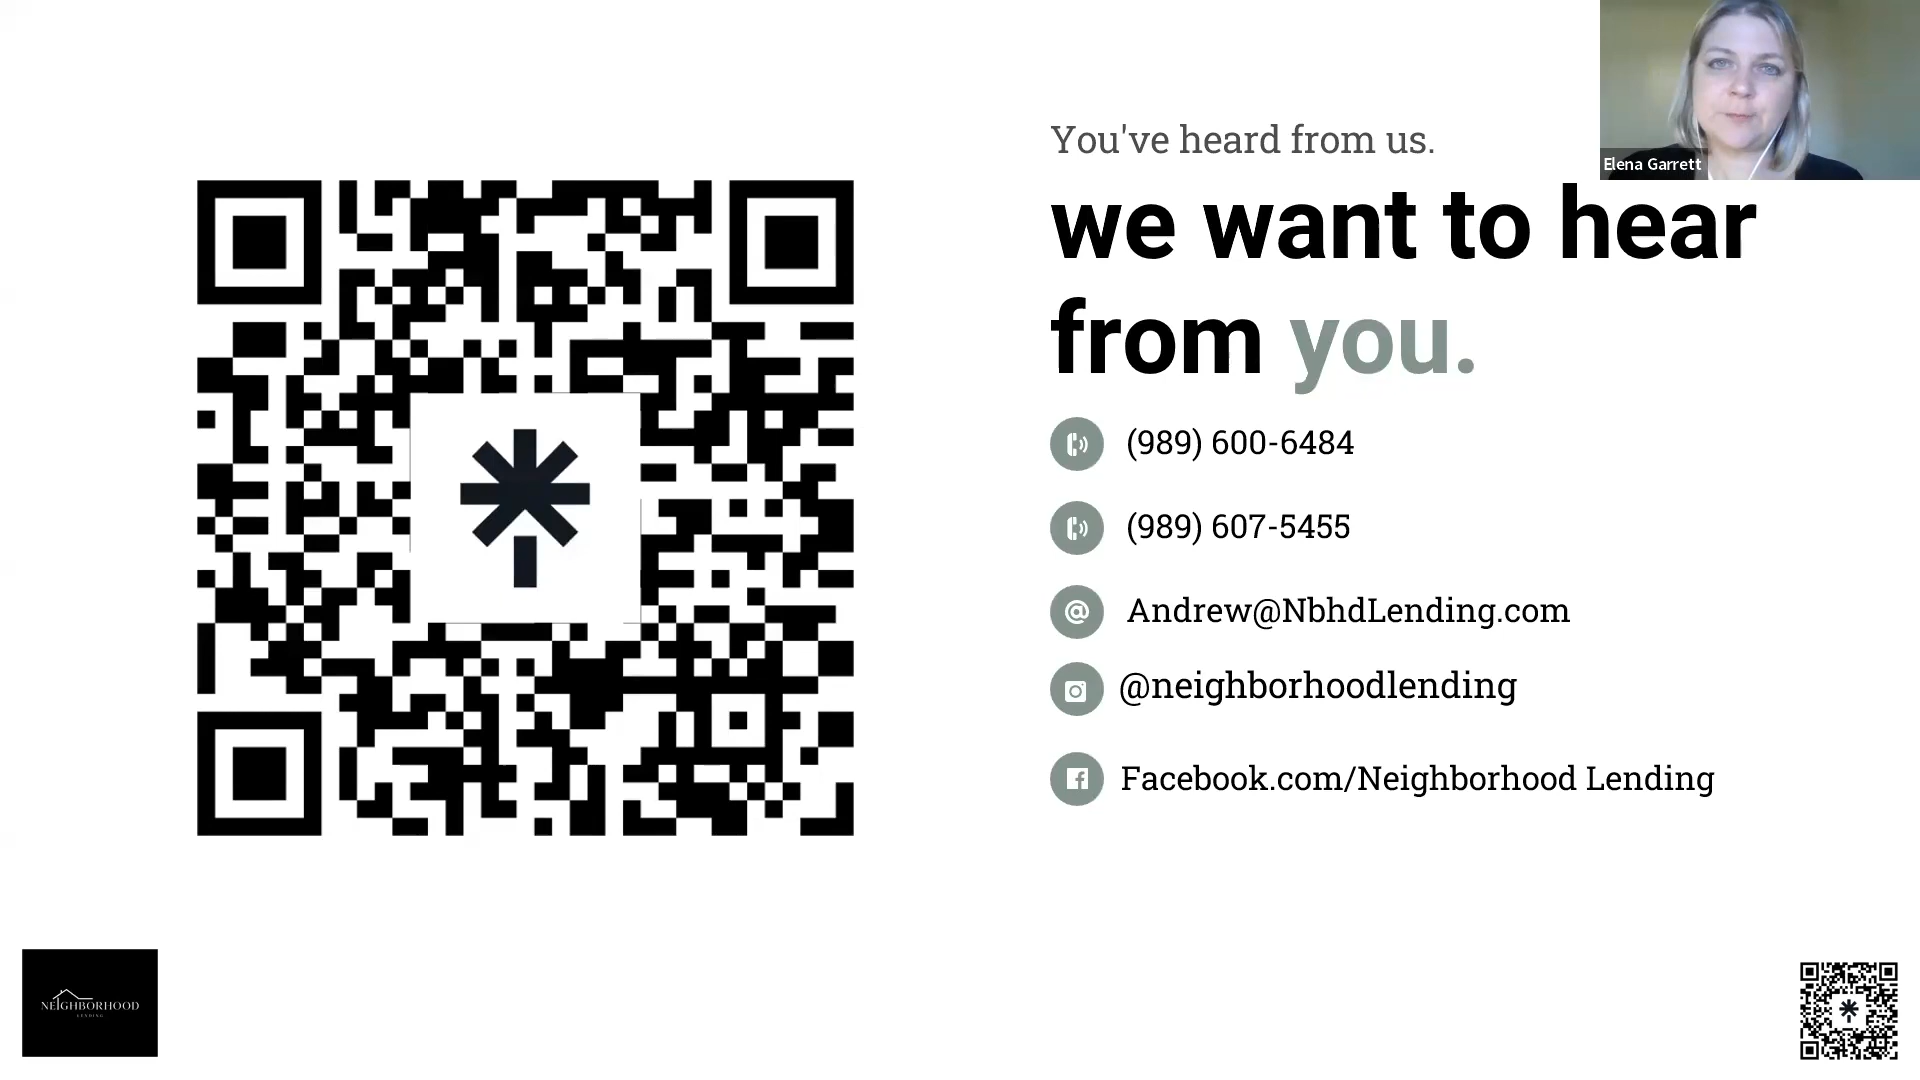 You've heard from us.
Elena Garrett
we want to hear
from you.
(989) 600-6484
(989) 607-5455
Andrew@NbhdLending.com
@neighborhoodlending
Facebook.com/Neighborhood Lending
NEIGHBORHOOD
LENDING